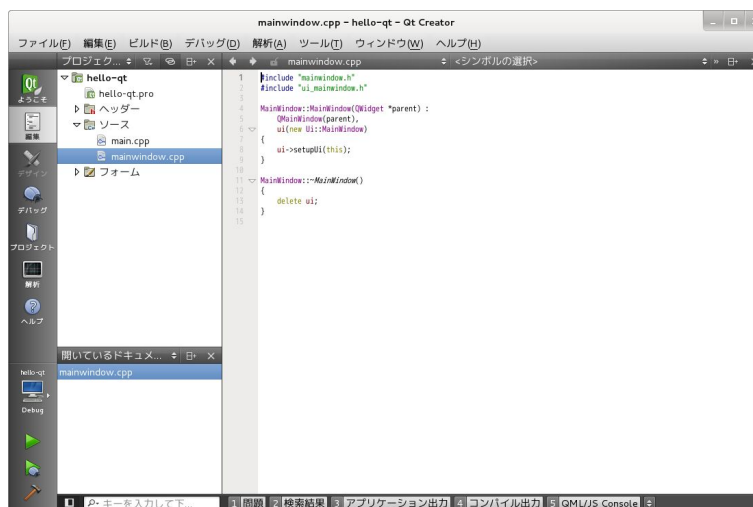 mainwindow.cpp - hello-qt - Qt Creator
ファイル(F) 編集(E) ビルド(B) デバッグ(D) 解析(A) ツール(T) ウィンドウ(W) ヘルプ(H)
プロジェク...
mainwindow.cpp
<シンボルの選択>
Qt
ようこそ
編集
デザイン
デバッグ
プロジェクト
解析
ヘルプ
hello-qt
Debug
hello-qt
hello-qt.pro
ヘッダー
ソース
main.cpp
mainwindow.cpp
フォーム
開いているドキュメ...
mainwindow.cpp
1 #include "mainwindow.h"
2 #include "ui_mainwindow.h"
3
4 MainWindow::MainWindow(QWidget *parent) :
5 QMainWindow(parent),
6 ui(new Ui::MainWindow)
7 {
8 ui->setupUi(this);
9 }
10
11 MainWindow::~MainWindow()
12 {
13 delete ui;
14 }
15
キーを入力して下...
1 問題 2 検索結果 3 アプリケーション出力 4 コンパイル出力 5 QML/JS Console